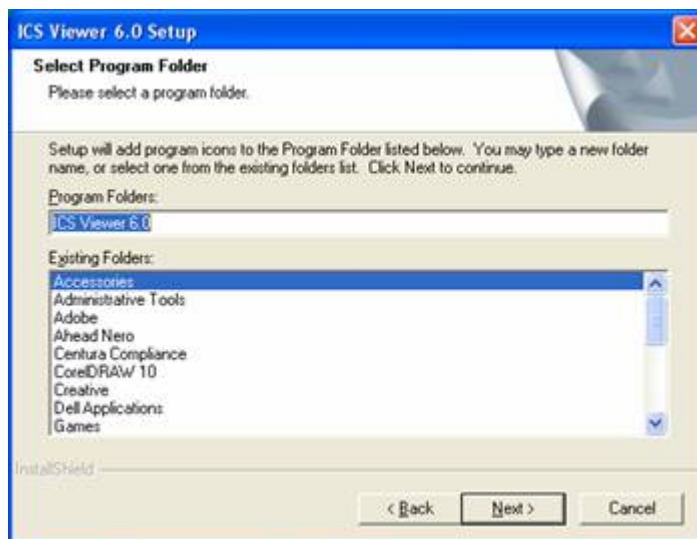 ICS Viewer 6.0 Setup
Select Program Folder
Please select a program folder.
Setup will add program icons to the Program Folder listed below. You may type a new folder
name, or select one from the existing folders list. Click Next to continue.
Program Folders:
ICS Viewer 6.0
Existing Folders:
Accessories
Administrative Tools
Adobe
Ahead Nero
Centura Compliance
CorelDRAW 10
Creative
Dell Applications
Games
InstallShield
< Back
Next >
Cancel